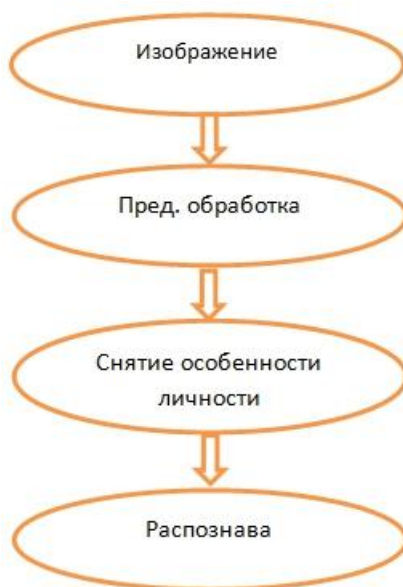 Изображение
Пред. обработка
Снятие особенности
личности
Распознава